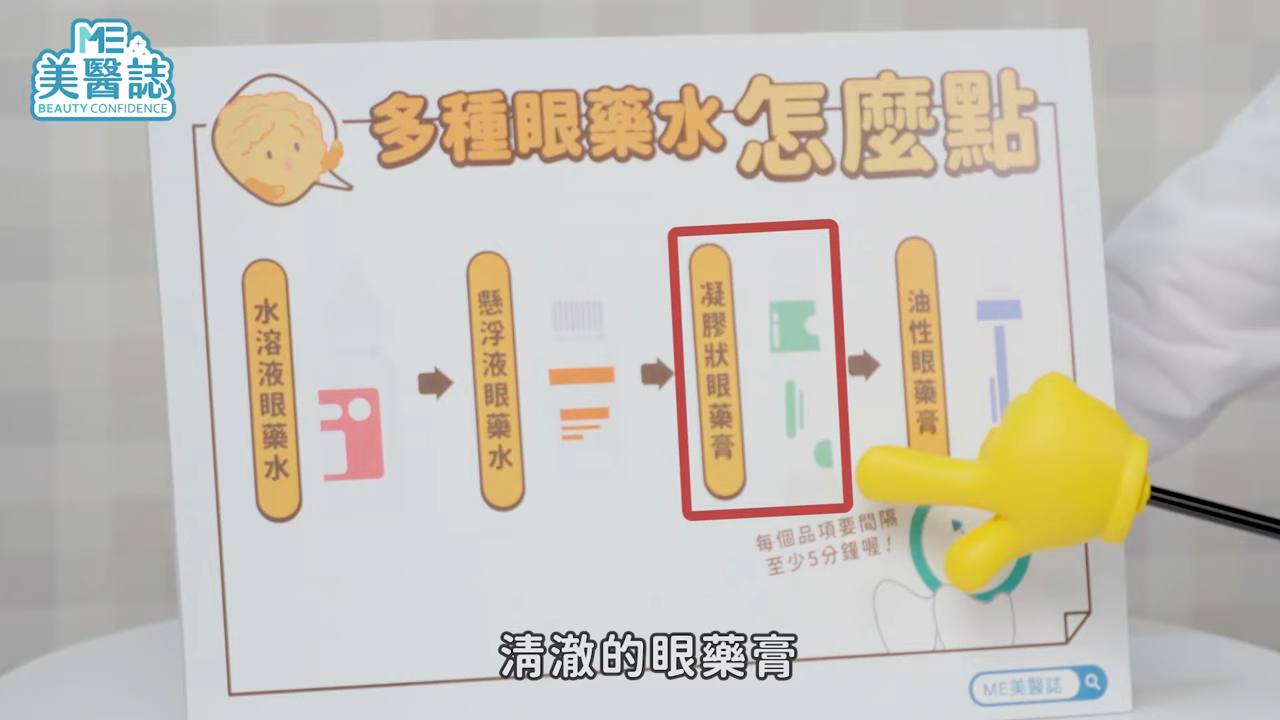 ME
美醫誌
BEAUTY CONFIDENCE
多種眼藥水怎麼點
水溶液眼藥水
懸浮液眼藥水
凝膠狀眼藥膏
油性眼藥膏
每個品項要間隔
至少5分鐘喔！
清澈的眼藥膏
ME美醫誌